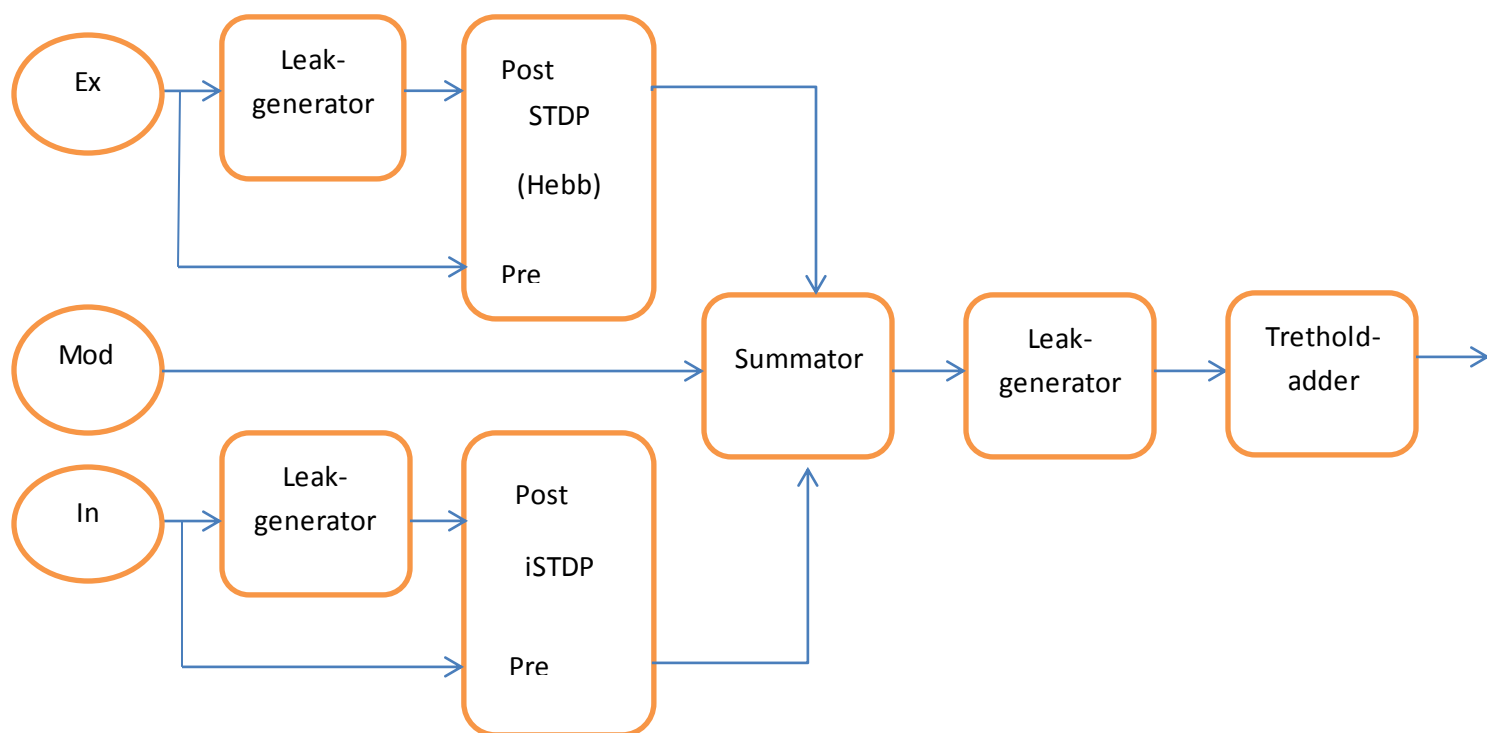 Ex
Leak-
generator
Post
STDP
(Hebb)
Pre
Mod
Summator
Leak-
generator
Trethold-
adder
In
Leak-
generator
Post
iSTDP
Pre